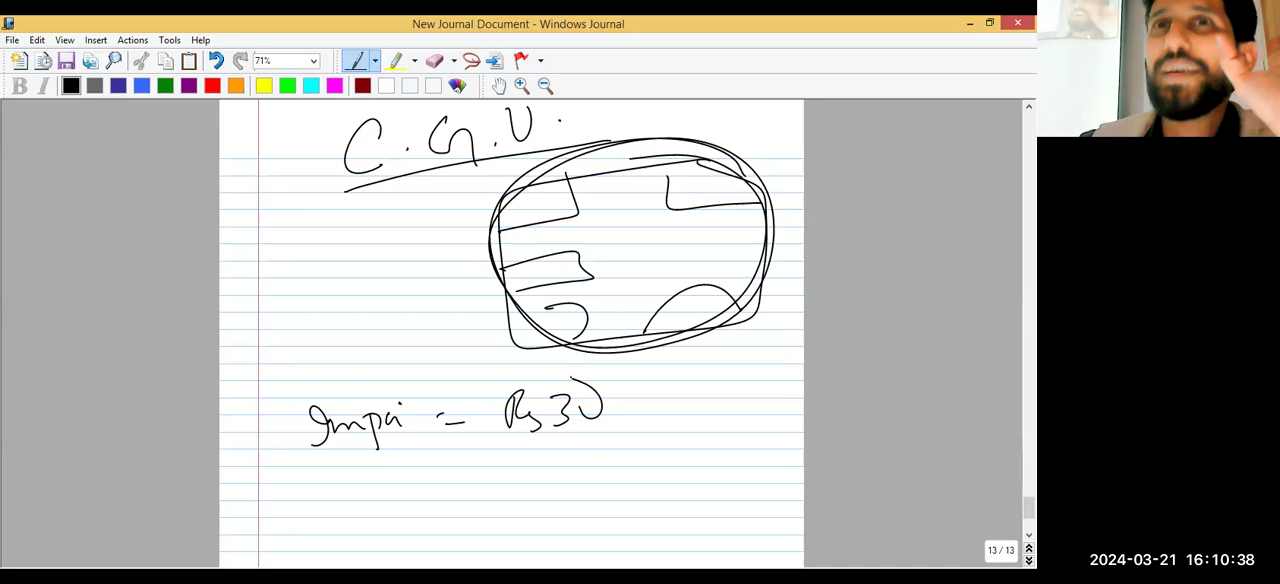 New Journal Document - Windows Journal
File Edit View Insert Actions Tools Help
71%
B I
C.G.U.
Impai = Rs 30
13 / 13
2024-03-21 16:10:38